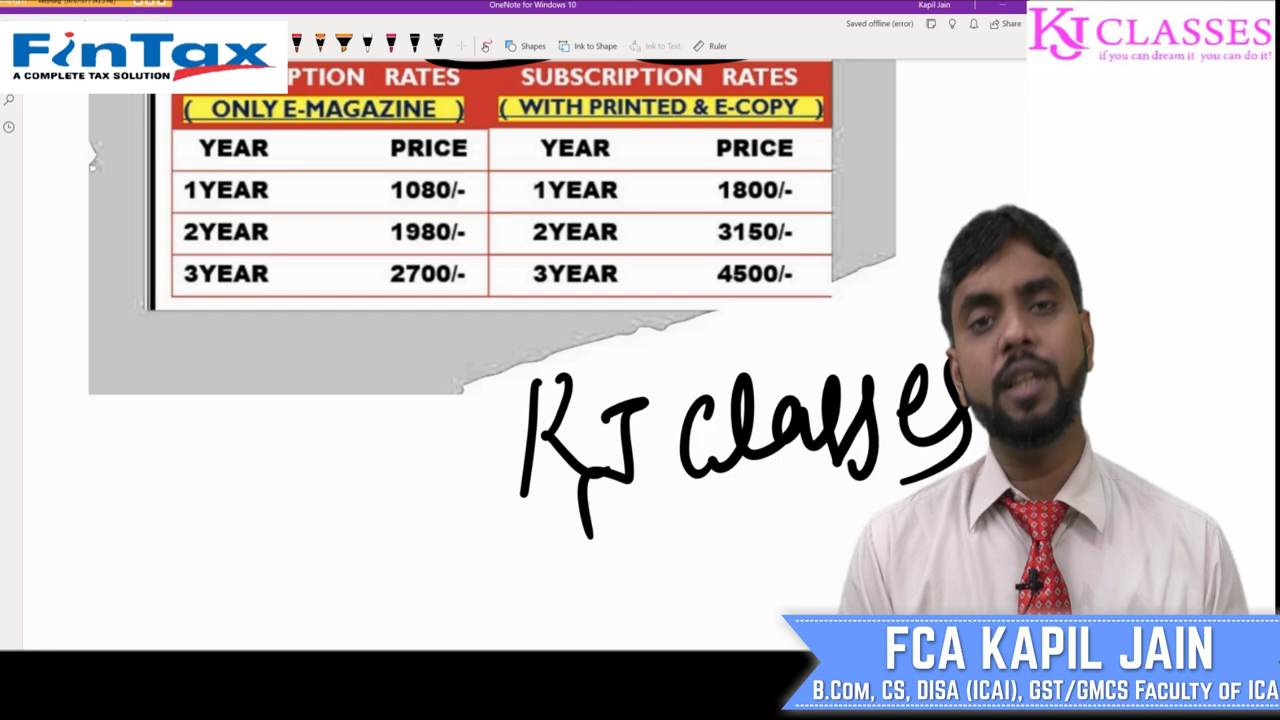 OneNote for Windows 10
Kapil Jain
Saved offline (error)
Share
Shapes
Ink to Shape
Ink to Text
Ruler
FinTax
A COMPLETE TAX SOLUTION
KJ CLASSES
if you can dream it you can do it!
IPTION RATES SUBSCRIPTION RATES
( ONLY E-MAGAZINE ) ( WITH PRINTED & E-COPY )
YEAR PRICE YEAR PRICE
1YEAR 1080/- 1YEAR 1800/-
2YEAR 1980/- 2YEAR 3150/-
3YEAR 2700/- 3YEAR 4500/-
KJ Classes
FCA KAPIL JAIN
B.COM, CS, DISA (ICAI), GST/GMCS FACULTY OF ICA